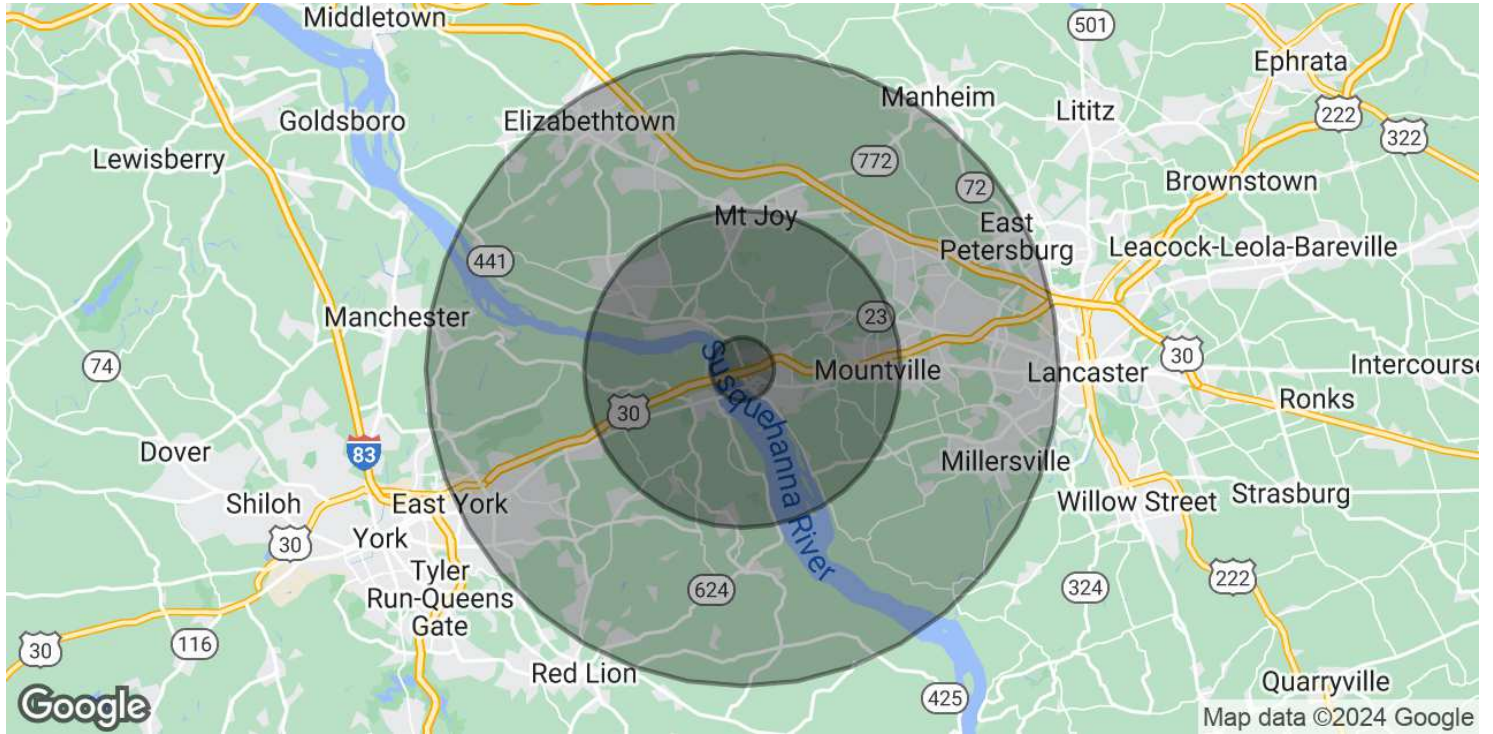 Middletown
501
Ephrata
Manheim
Lititz
222
Goldsboro
Elizabethtown
322
Lewisberry
772
72
Brownstown
Mt Joy
East
Petersburg
Leacock-Leola-Bareville
441
Manchester
23
30
74
Mountville
Lancaster
Intercourse
Susquehanna River
30
Ronks
Dover
83
Millersville
Shiloh
East York
Willow Street
Strasburg
30
York
Tyler
Run-Queens
Gate
624
324
222
116
30
Red Lion
425
Quarryville
Google
Map data ©2024 Google